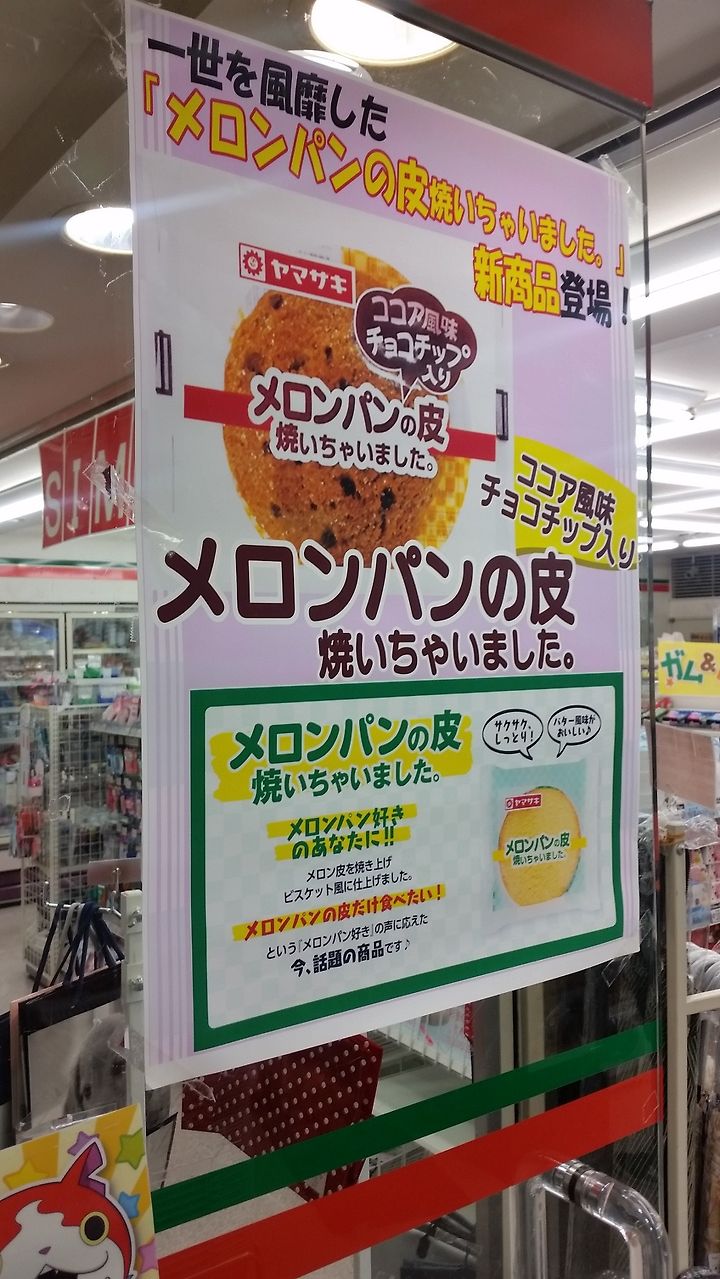 一世を風靡した
「メロンパンの皮焼いちゃいました。」
新商品登場！
ヤマザキ
ココア風味
チョコチップ
入り
メロンパンの皮
焼いちゃいました。
ココア風味
チョコチップ入り
メロンパンの皮
焼いちゃいました。
メロンパンの皮
焼いちゃいました。
サクサク、
しっとり！
バター風味が
おいしい♪
メロンパン好き
のあなたに!!
メロン皮を焼き上げ
ビスケット風に仕上げました。
メロンパンの皮だけ食べたい！
という『メロンパン好き』の声に応えた
今、話題の商品です♪
ヤマザキ
メロンパンの皮
焼いちゃいました。
SIM
ガム&